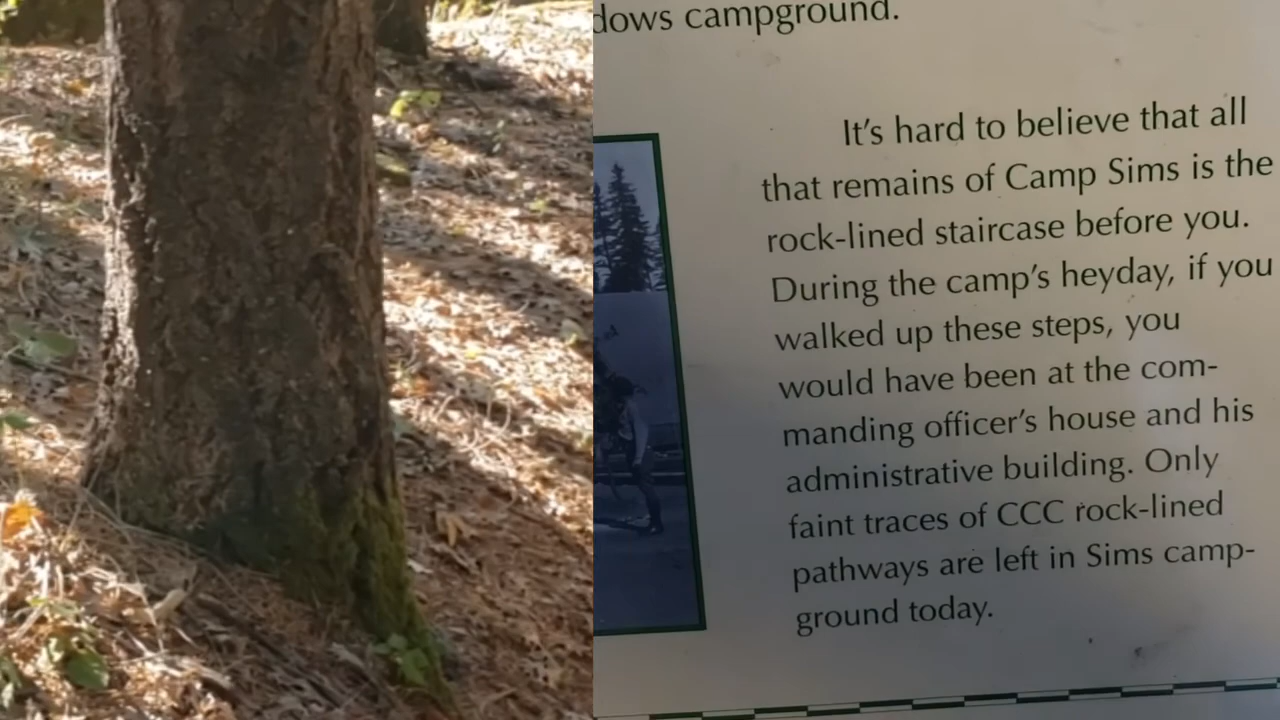 campground.
It's hard to believe that all
that remains of Camp Sims is the
rock-lined staircase before you.
During the camp's heyday, if you
walked up these steps, you
would have been at the com-
manding officer's house and his
administrative building. Only
faint traces of CCC rock-lined
pathways are left in Sims camp-
ground today.